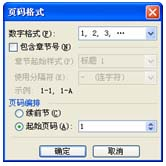 页码格式
数字格式(F): 1, 2, 3, …
包含章节号(N)
章节起始样式(P) 标题 1
使用分隔符(E): - (连字符)
示例: 1-1, 1-A
页码编排
续前节(C)
起始页码(A): 1
确定 取消